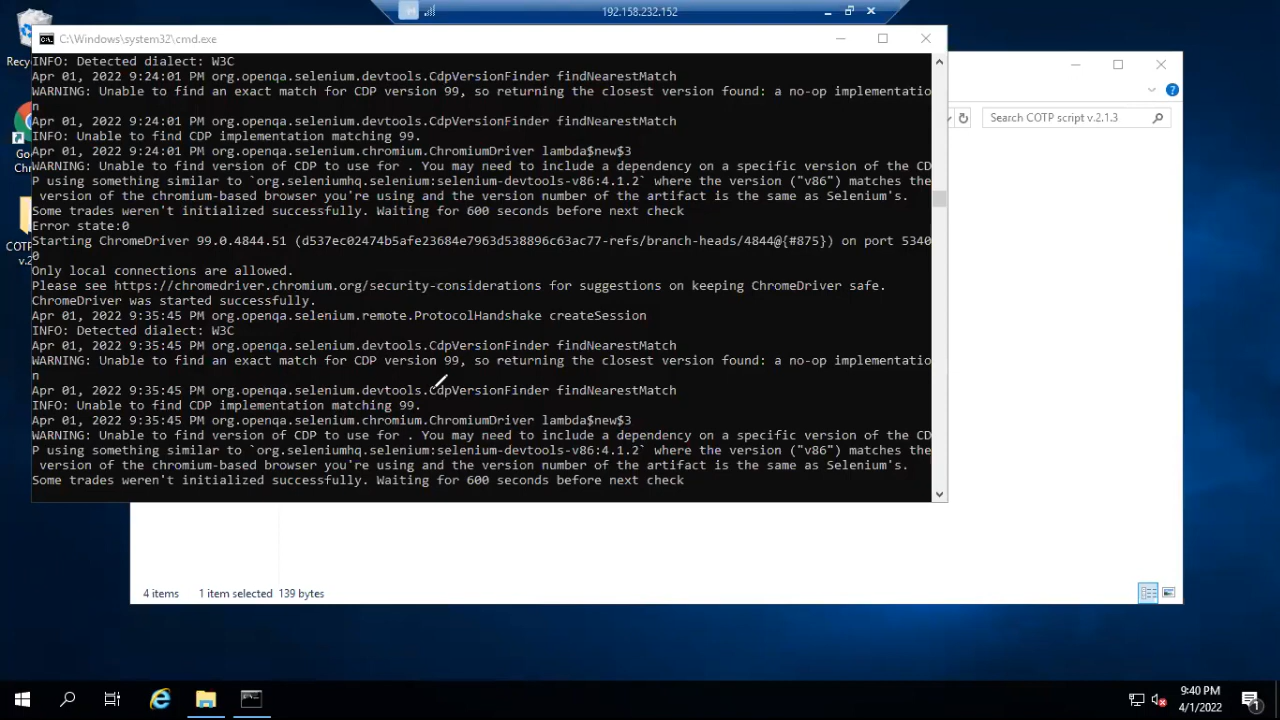 192.158.232.152
Recy
C:\Windows\system32\cmd.exe
INFO: Detected dialect: W3C
Apr 01, 2022 9:24:01 PM org.openqa.selenium.devtools.CdpVersionFinder findNearestMatch
WARNING: Unable to find an exact match for CDP version 99, so returning the closest version found: a no-op implementatio
n
Apr 01, 2022 9:24:01 PM org.openqa.selenium.devtools.CdpVersionFinder findNearestMatch
INFO: Unable to find CDP implementation matching 99.
Apr 01, 2022 9:24:01 PM org.openqa.selenium.chromium.ChromiumDriver lambda$new$3
WARNING: Unable to find version of CDP to use for . You may need to include a dependency on a specific version of the CD
P using something similar to `org.seleniumhq.selenium:selenium-devtools-v86:4.1.2` where the version ("v86") matches the
version of the chromium-based browser you're using and the version number of the artifact is the same as Selenium's.
Some trades weren't initialized successfully. Waiting for 600 seconds before next check
Error state:0
Starting ChromeDriver 99.0.4844.51 (d537ec02474b5afe23684e7963d538896c63ac77-refs/branch-heads/4844@{#875}) on port 5340
0
Only local connections are allowed.
Please see https://chromedriver.chromium.org/security-considerations for suggestions on keeping ChromeDriver safe.
ChromeDriver was started successfully.
Apr 01, 2022 9:35:45 PM org.openqa.selenium.remote.ProtocolHandshake createSession
INFO: Detected dialect: W3C
Apr 01, 2022 9:35:45 PM org.openqa.selenium.devtools.CdpVersionFinder findNearestMatch
WARNING: Unable to find an exact match for CDP version 99, so returning the closest version found: a no-op implementatio
n
Apr 01, 2022 9:35:45 PM org.openqa.selenium.devtools.CdpVersionFinder findNearestMatch
INFO: Unable to find CDP implementation matching 99.
Apr 01, 2022 9:35:45 PM org.openqa.selenium.chromium.ChromiumDriver lambda$new$3
WARNING: Unable to find version of CDP to use for . You may need to include a dependency on a specific version of the CD
P using something similar to `org.seleniumhq.selenium:selenium-devtools-v86:4.1.2` where the version ("v86") matches the
version of the chromium-based browser you're using and the version number of the artifact is the same as Selenium's.
Some trades weren't initialized successfully. Waiting for 600 seconds before next check
Go
Chr
COTP
v.2
Search COTP script v.2.1.3
4 items 1 item selected 139 bytes
9:40 PM
4/1/2022
1